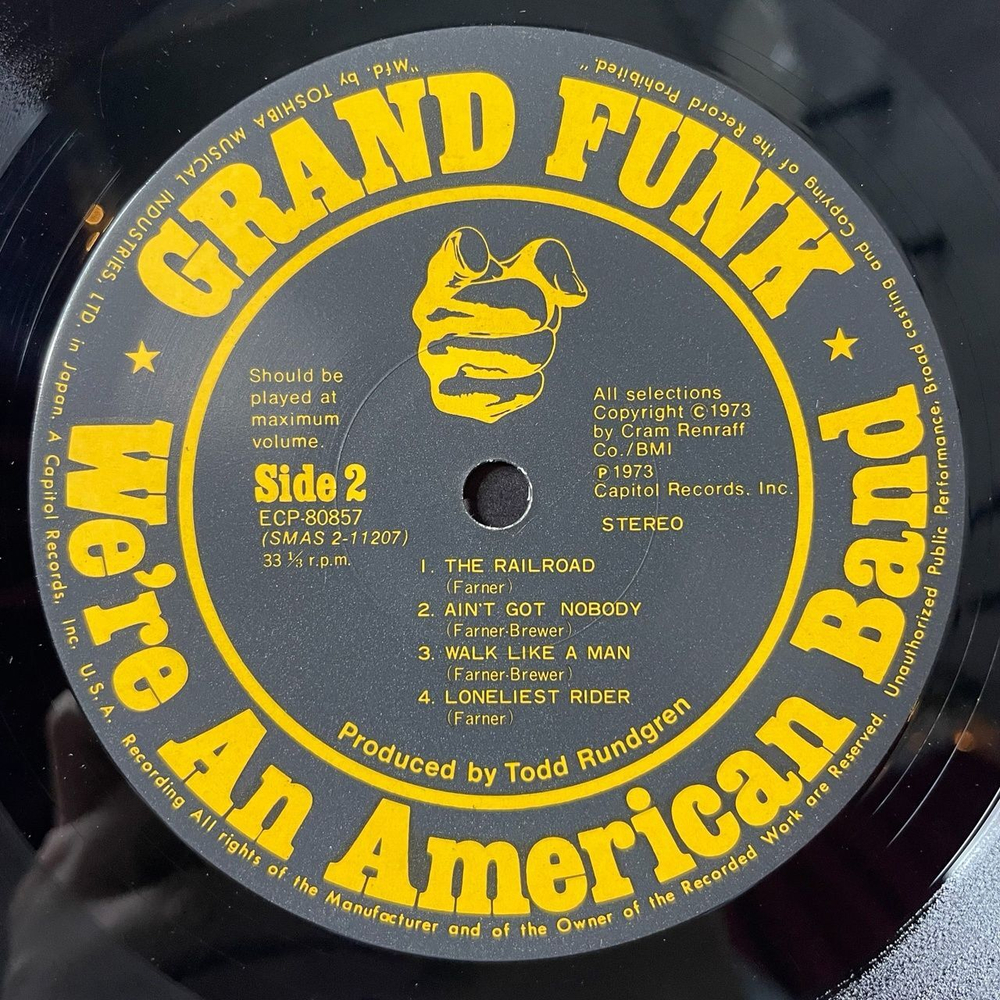 GRAND FUNK
We're An American Band
Should be
played at
maximum
volume.
Side 2
ECP-80857
(SMAS 2-11207)
33 ⅓ r.p.m.
All selections
Copyright ©1973
by Cram Renraff
Co./BMI
℗1973
Capitol Records, Inc.
STEREO
1. THE RAILROAD
(Farner)
2. AIN'T GOT NOBODY
(Farner-Brewer)
3. WALK LIKE A MAN
(Farner-Brewer)
4. LONELIEST RIDER
(Farner)
Produced by Todd Rundgren
"Mfd. by TOSHIBA MUSICAL INDUSTRIES, LTD. in Japan. A Capitol Records, Inc. U.S.A. Recording All rights of the Manufacturer and of the Owner of the Recorded Work are Reserved. Unauthorized Public Performance, Broad casting and Copying of the Record Prohibited."